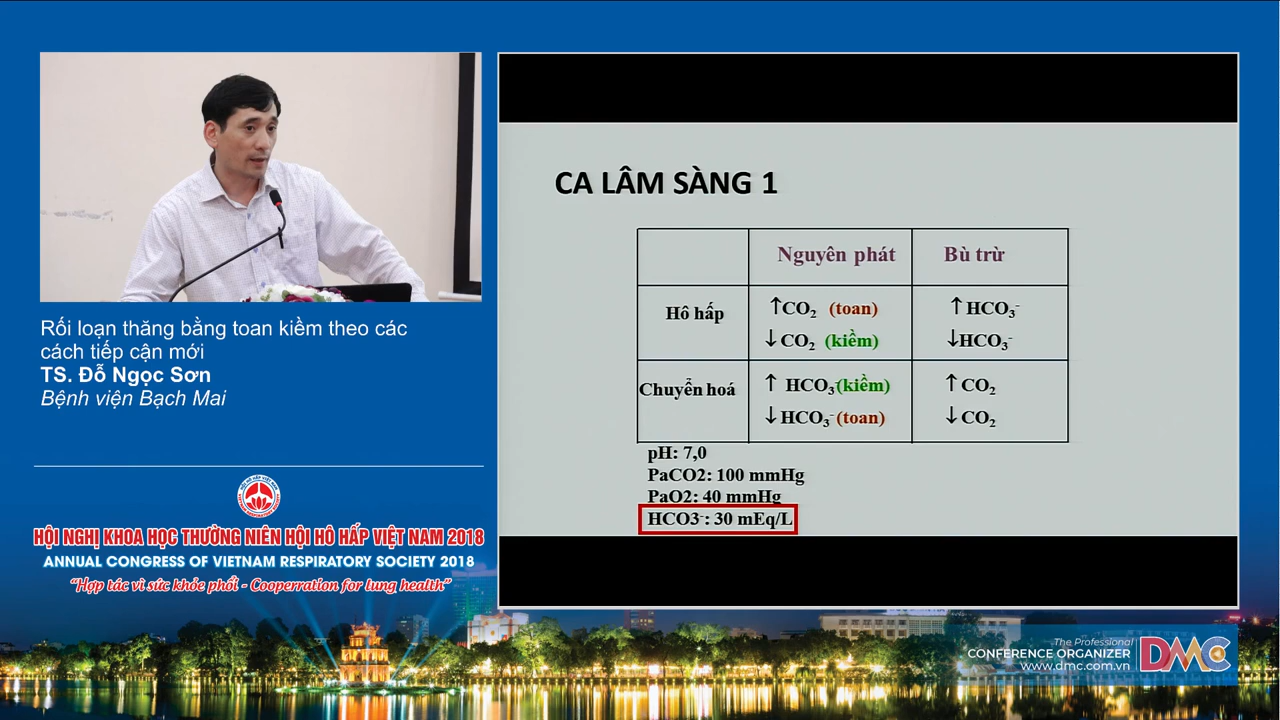 Rối loạn thăng bằng toan kiềm theo các
cách tiếp cận mới
TS. Đỗ Ngọc Sơn
Bệnh viện Bạch Mai
HỘI NGHỊ KHOA HỌC THƯỜNG NIÊN HỘI HÔ HẤP VIỆT NAM 2018
ANNUAL CONGRESS OF VIETNAM RESPIRATORY SOCIETY 2018
“Hợp tác vì sức khỏe phổi - Cooperration for lung health”
CA LÂM SÀNG 1
Nguyên phát Bù trừ
Hô hấp
↑CO₂ (toan) ↑ HCO₃⁻
↓ CO₂ (kiềm) ↓HCO₃⁻
Chuyển hoá
↑ HCO₃⁻(kiềm) ↑ CO₂
↓ HCO₃⁻ (toan) ↓ CO₂
pH: 7,0
PaCO2: 100 mmHg
PaO2: 40 mmHg
HCO3⁻: 30 mEq/L
The Professional
CONFERENCE ORGANIZER
www.dmc.com.vn
DMC